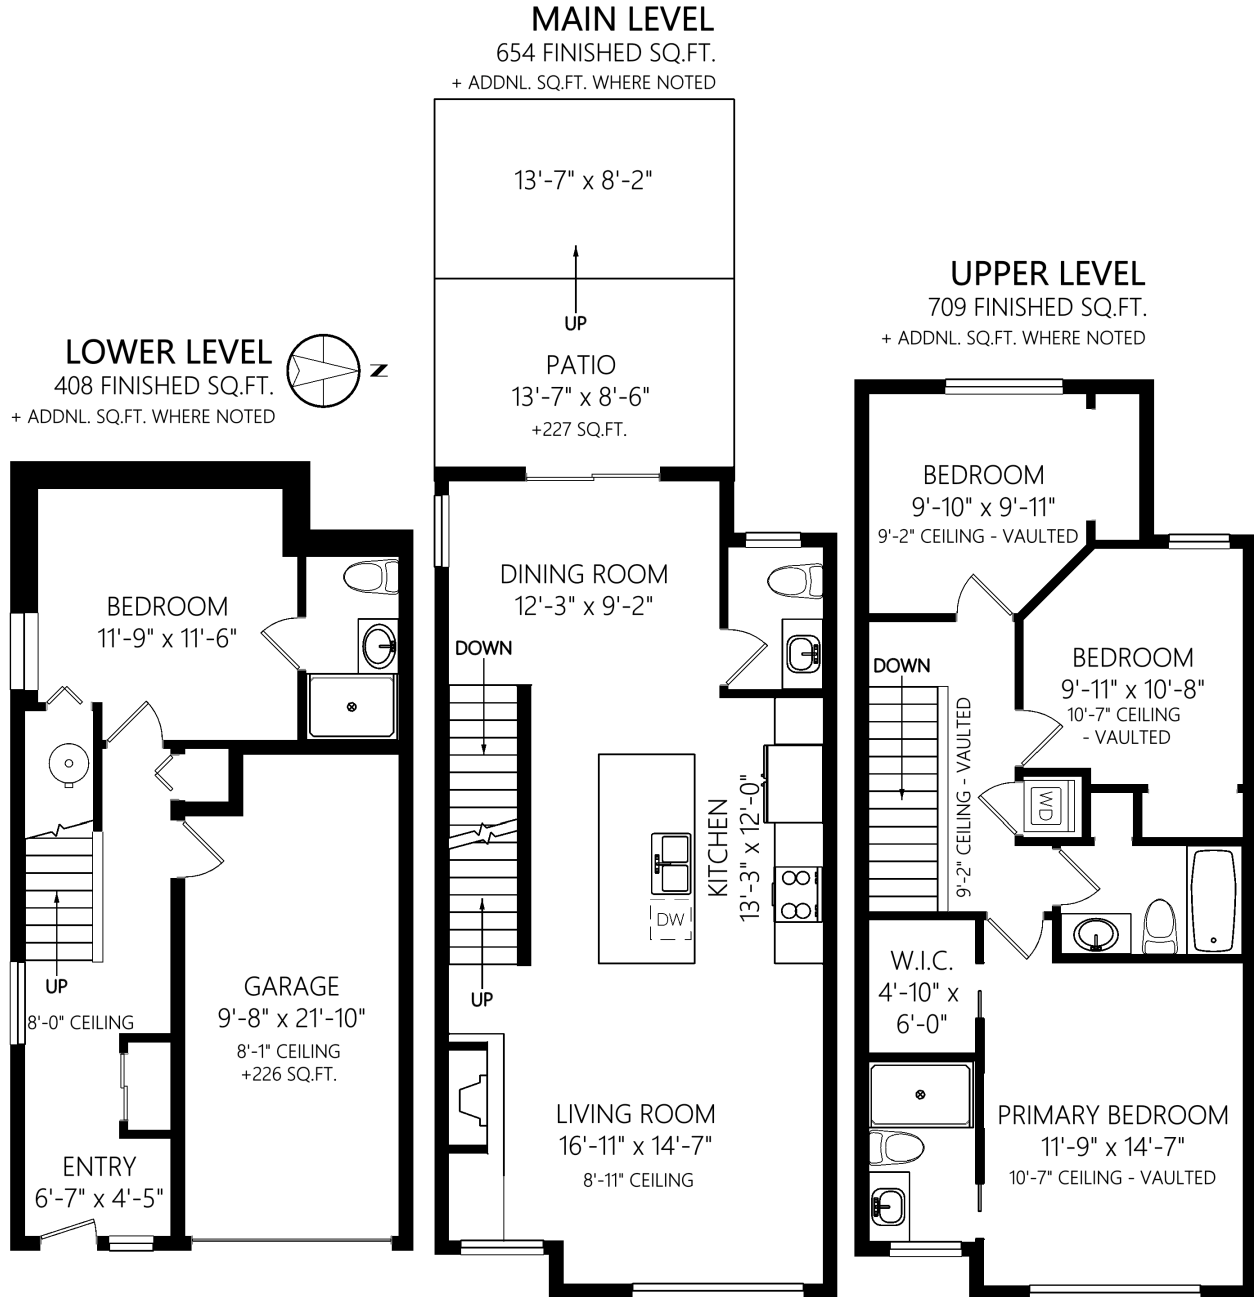 MAIN LEVEL
654 FINISHED SQ.FT.
+ ADDNL. SQ.FT. WHERE NOTED
13'-7" x 8'-2"
UP
PATIO
13'-7" x 8'-6"
+227 SQ.FT.
DINING ROOM
12'-3" x 9'-2"
DOWN
KITCHEN
13'-3" x 12'-0"
DW
UP
LIVING ROOM
16'-11" x 14'-7"
8'-11" CEILING
LOWER LEVEL
408 FINISHED SQ.FT.
+ ADDNL. SQ.FT. WHERE NOTED
N
BEDROOM
11'-9" x 11'-6"
UP
8'-0" CEILING
GARAGE
9'-8" x 21'-10"
8'-1" CEILING
+226 SQ.FT.
ENTRY
6'-7" x 4'-5"
UPPER LEVEL
709 FINISHED SQ.FT.
+ ADDNL. SQ.FT. WHERE NOTED
BEDROOM
9'-10" x 9'-11"
9'-2" CEILING - VAULTED
DOWN
9'-2" CEILING - VAULTED
BEDROOM
9'-11" x 10'-8"
10'-7" CEILING
- VAULTED
WD
W.I.C.
4'-10" x
6'-0"
PRIMARY BEDROOM
11'-9" x 14'-7"
10'-7" CEILING - VAULTED